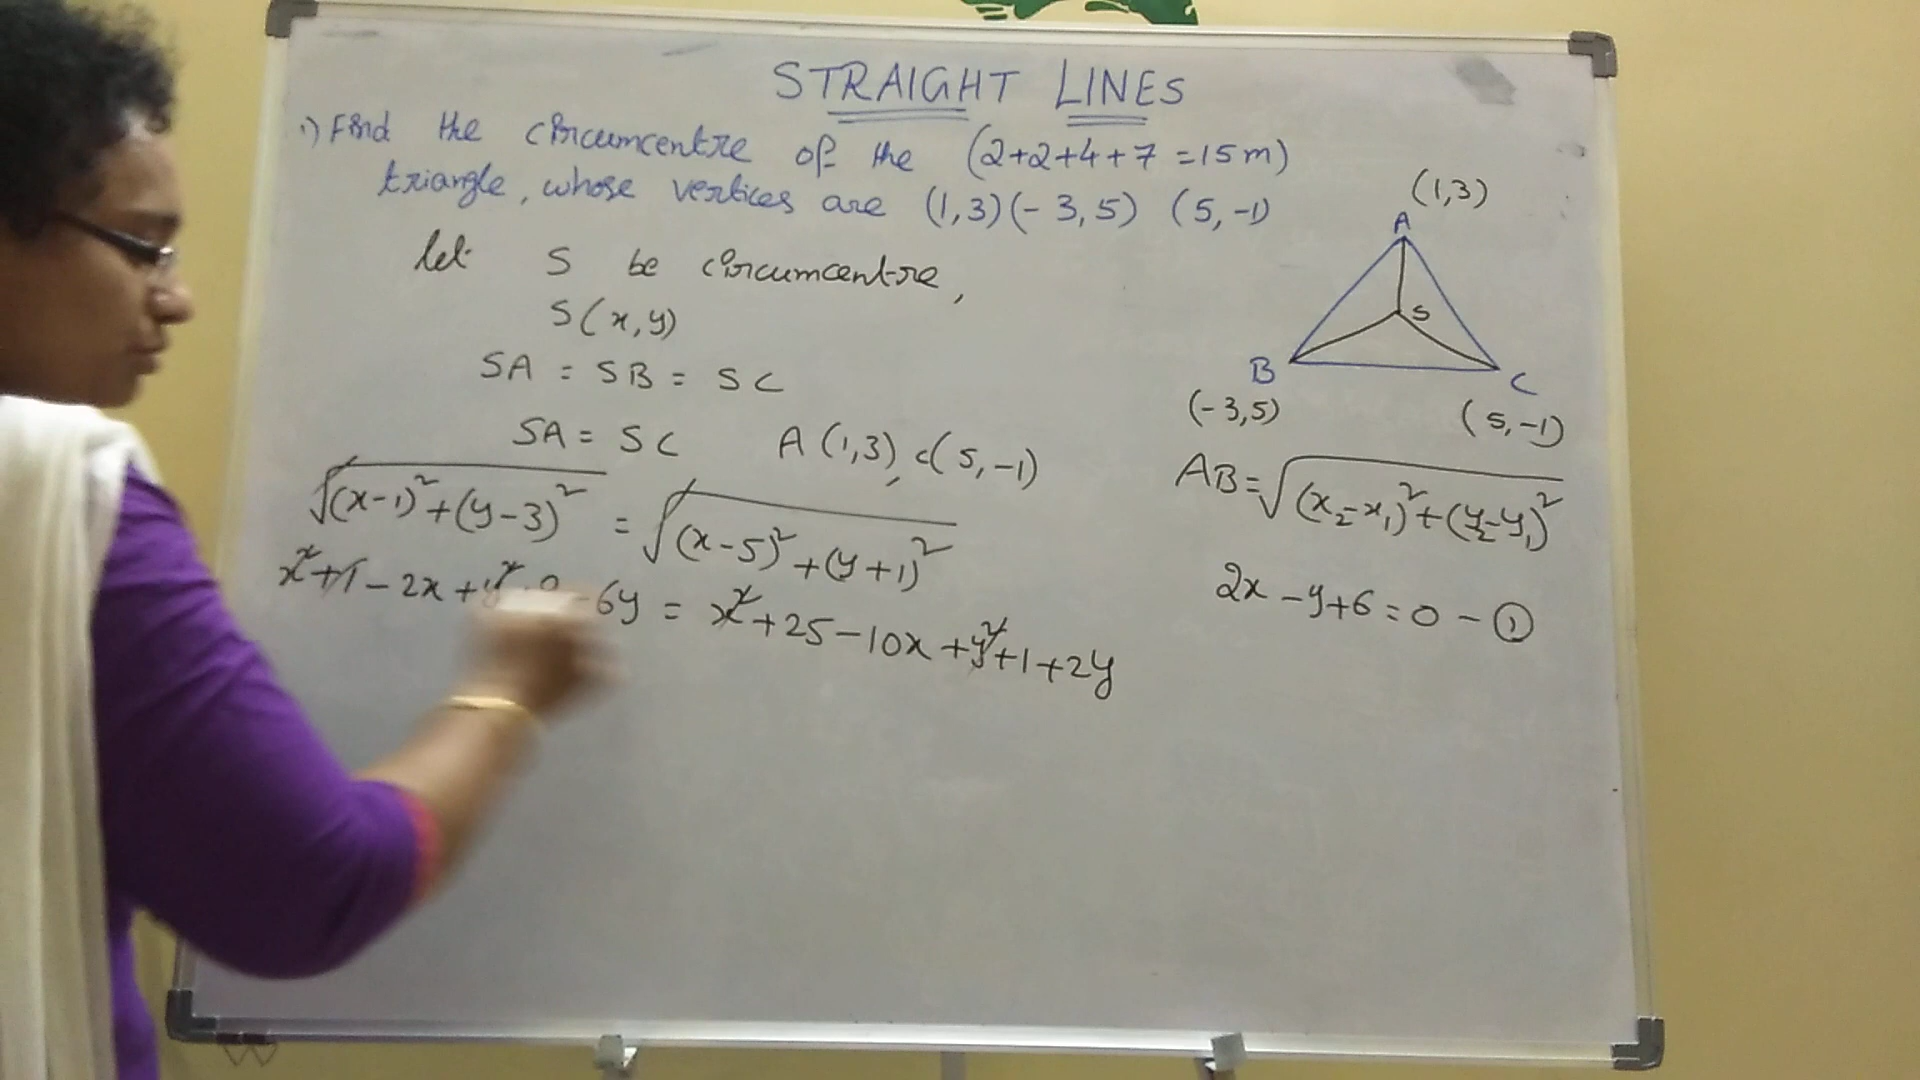 STRAIGHT LINES
1) Find the circumcentre of the (2+2+4+7 = 15m)
triangle, whose vertices are (1,3) (-3,5) (5,-1)
let S be circumcentre,
S(x,y)
SA = SB = SC
SA = SC A(1,3), C(5,-1)
√(x-1)²+(y-3)² = √(x-5)²+(y+1)²
x²+1-2x+y² -6y = x²+25-10x+y²+1+2y
(1,3)
A
S
B
C
(-3,5)
(5,-1)
AB=√(x₂-x₁)²+(y₂-y₁)²
2x-y+6=0 - ①